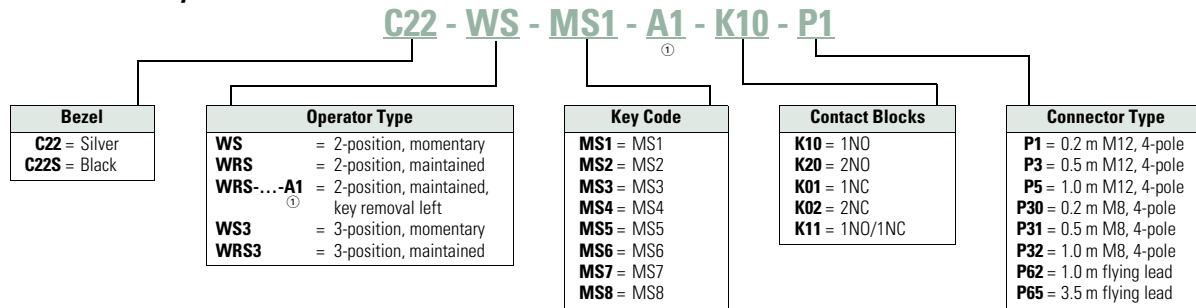 C22 - WS - MS1 - A1 - K10 - P1
①
Bezel
C22 = Silver
C22S = Black
Operator Type
WS = 2-position, momentary
WRS = 2-position, maintained
WRS-...-A1 = 2-position, maintained,
① key removal left
WS3 = 3-position, momentary
WRS3 = 3-position, maintained
Key Code
MS1 = MS1
MS2 = MS2
MS3 = MS3
MS4 = MS4
MS5 = MS5
MS6 = MS6
MS7 = MS7
MS8 = MS8
Contact Blocks
K10 = 1NO
K20 = 2NO
K01 = 1NC
K02 = 2NC
K11 = 1NO/1NC
Connector Type
P1 = 0.2 m M12, 4-pole
P3 = 0.5 m M12, 4-pole
P5 = 1.0 m M12, 4-pole
P30 = 0.2 m M8, 4-pole
P31 = 0.5 m M8, 4-pole
P32 = 1.0 m M8, 4-pole
P62 = 1.0 m flying lead
P65 = 3.5 m flying lead